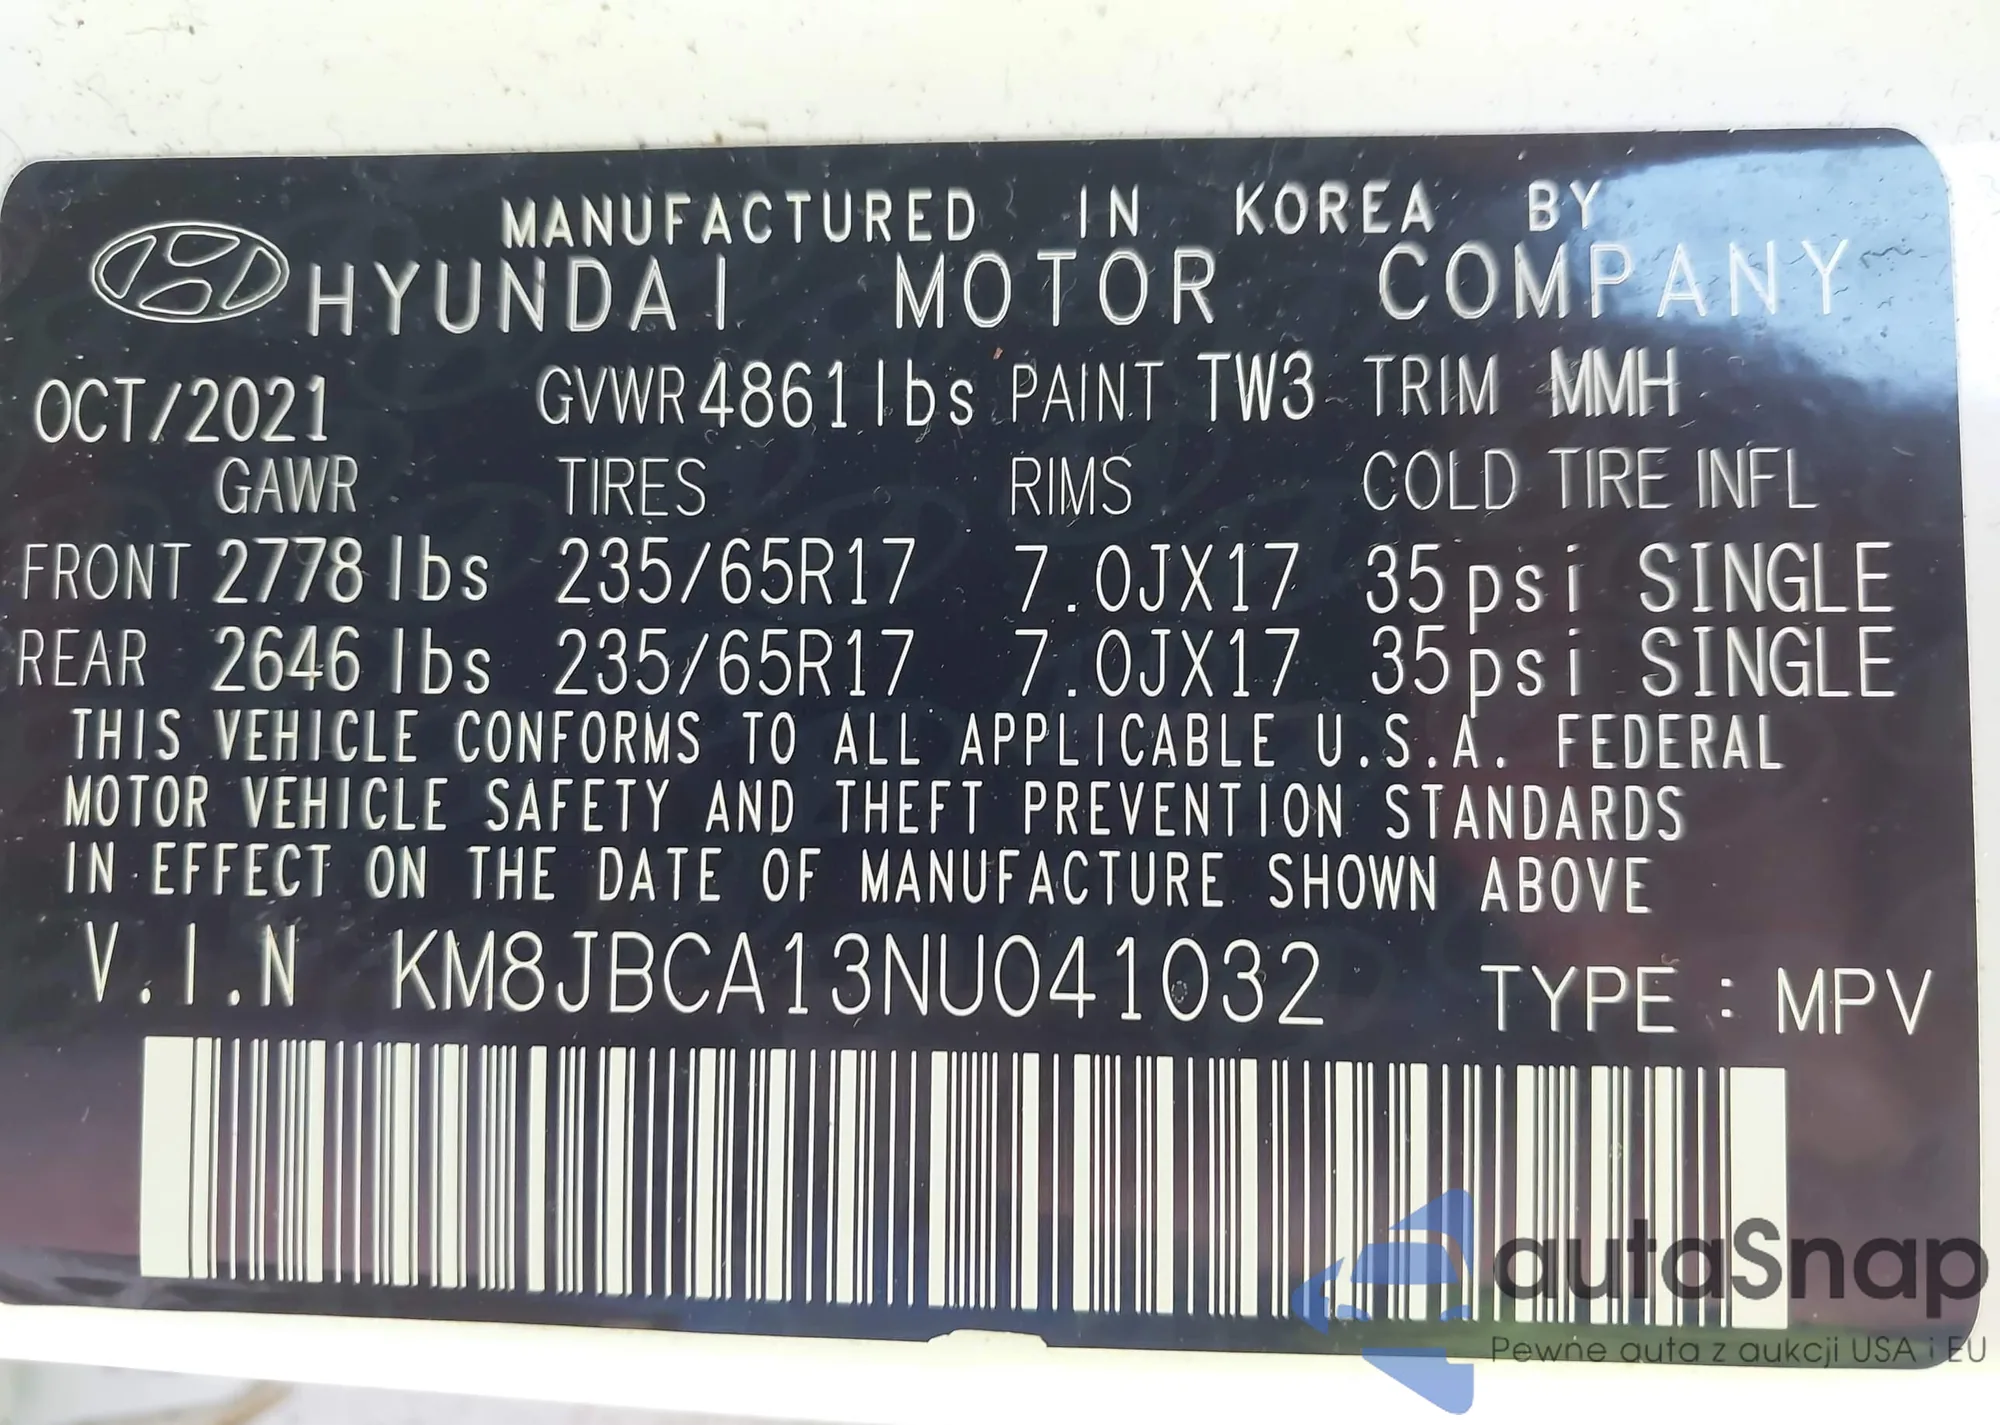 MANUFACTURED IN KOREA BY
HYUNDAI MOTOR COMPANY
OCT/2021 GVWR 4861lbs PAINT TW3 TRIM MMH
GAWR TIRES RIMS COLD TIRE INFL
FRONT 2778 lbs 235/65R17 7.0JX17 35psi SINGLE
REAR 2646 lbs 235/65R17 7.0JX17 35psi SINGLE
THIS VEHICLE CONFORMS TO ALL APPLICABLE U.S.A. FEDERAL
MOTOR VEHICLE SAFETY AND THEFT PREVENTION STANDARDS
IN EFFECT ON THE DATE OF MANUFACTURE SHOWN ABOVE
V.I.N KM8JBCA13NU041032 TYPE : MPV
autaSnap
Pewne auta z aukcji USA i EU